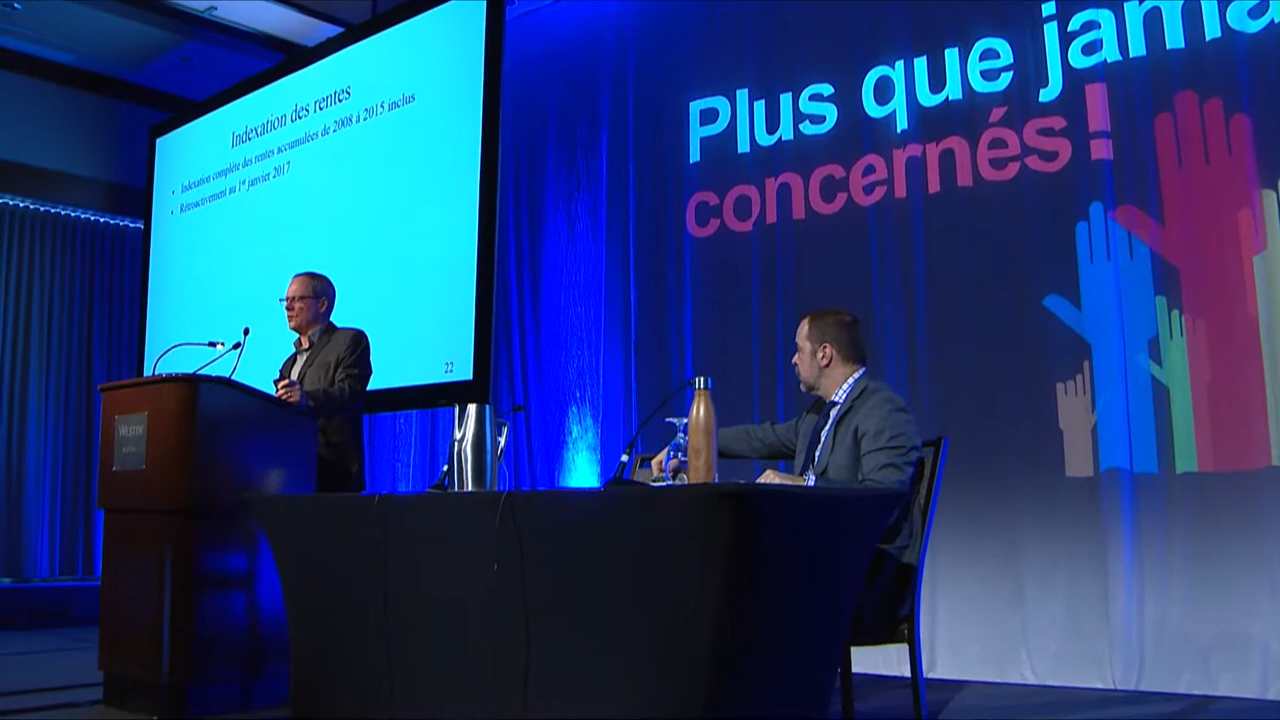 Indexation des rentes
• Indexation complète des rentes accumulées de 2008 à 2015 inclus
• Rétroactivement au 1er janvier 2017
22
Plus que jama
concernés!
WESTIN